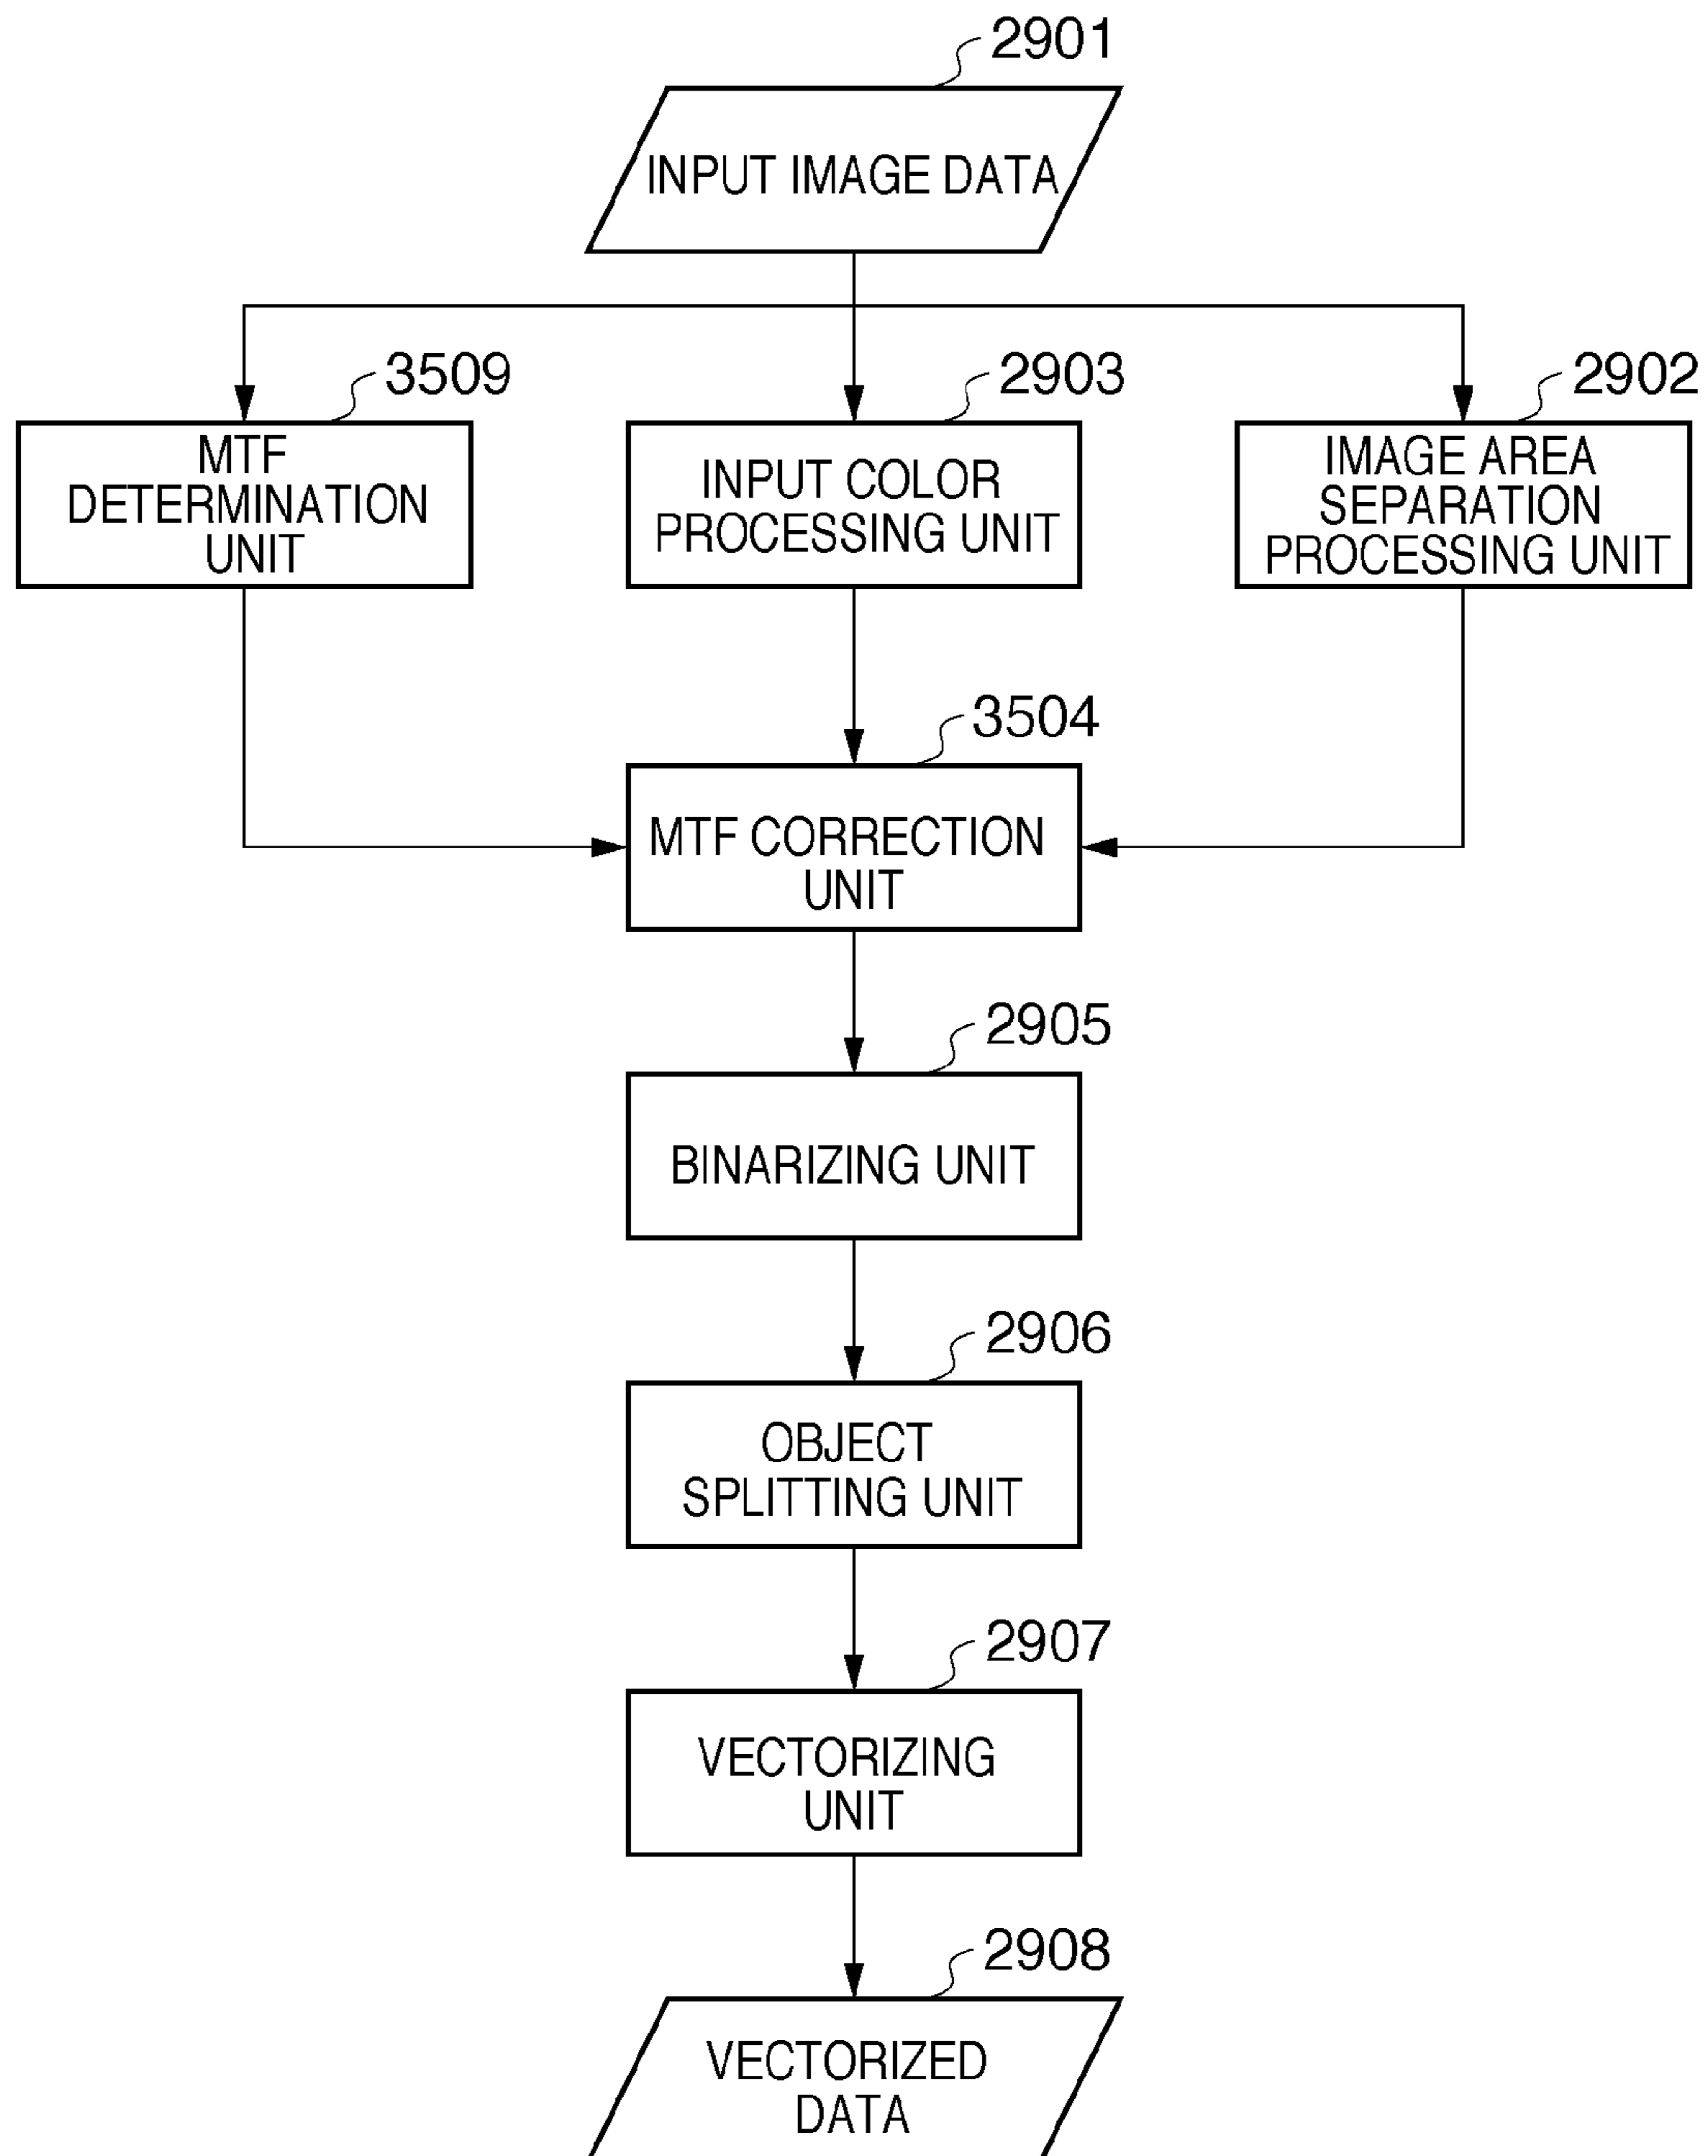 2901
INPUT IMAGE DATA
3509
2903
2902
MTF
DETERMINATION
UNIT
INPUT COLOR
PROCESSING UNIT
IMAGE AREA
SEPARATION
PROCESSING UNIT
3504
MTF CORRECTION
UNIT
2905
BINARIZING UNIT
2906
OBJECT
SPLITTING UNIT
2907
VECTORIZING
UNIT
2908
VECTORIZED
DATA